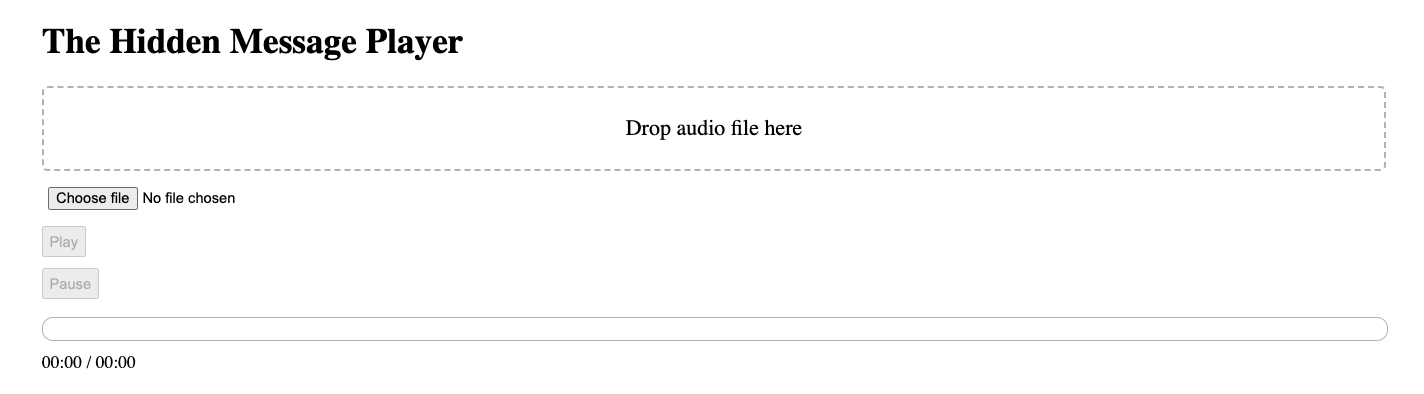 The Hidden Message Player
Drop audio file here
Choose file No file chosen
Play
Pause
00:00 / 00:00